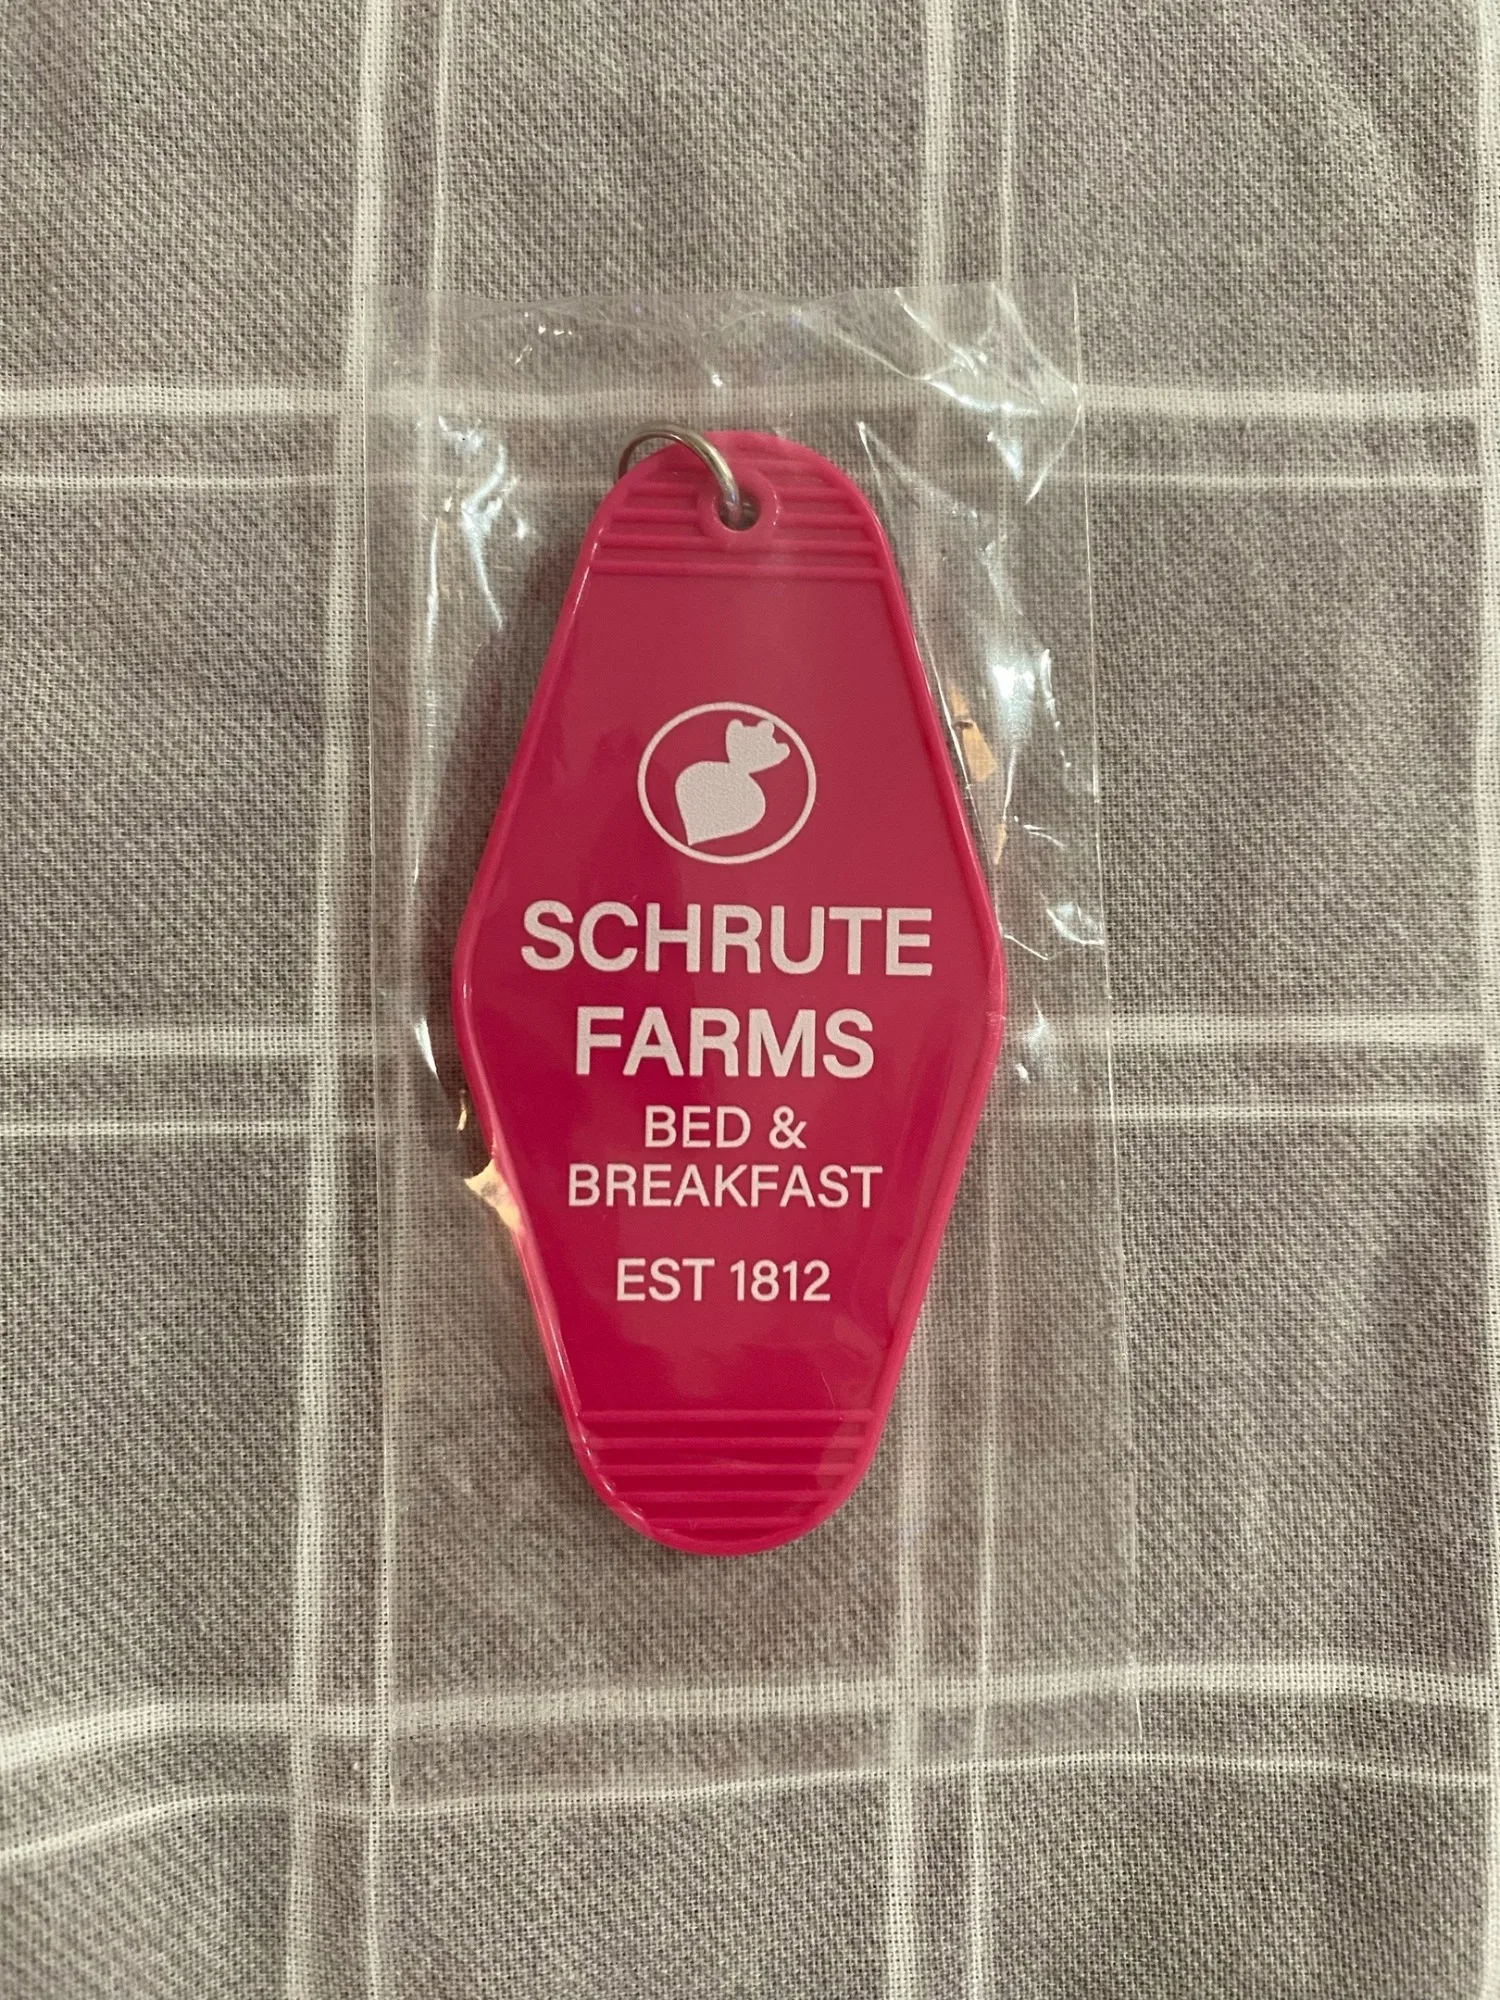 SCHRUTE
FARMS
BED &
BREAKFAST
EST 1812